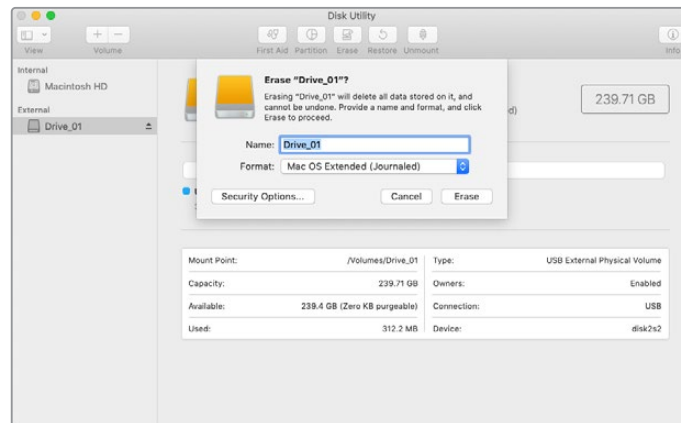 Disk Utility
View
Volume
First Aid Partition Erase Restore Unmount
Info
Internal
Macintosh HD
External
Drive_01
Erase "Drive_01"?
Erasing "Drive_01" will delete all data stored on it, and
cannot be undone. Provide a name and format, and click
Erase to proceed.
Name: Drive_01
Format: Mac OS Extended (Journaled)
Security Options... Cancel Erase
239.71 GB
Mount Point: /Volumes/Drive_01 Type: USB External Physical Volume
Capacity: 239.71 GB Owners: Enabled
Available: 239.4 GB (Zero KB purgeable) Connection: USB
Used: 312.2 MB Device: disk2s2